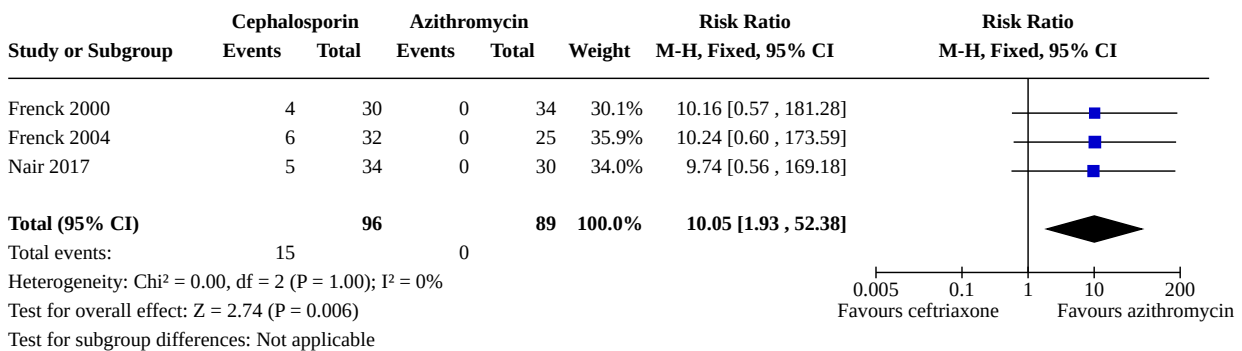 Cephalosporin Azithromycin Risk Ratio Risk Ratio
Study or Subgroup Events Total Events Total Weight M-H, Fixed, 95% CI M-H, Fixed, 95% CI
Frenck 2000 4 30 0 34 30.1% 10.16 [0.57 , 181.28]
Frenck 2004 6 32 0 25 35.9% 10.24 [0.60 , 173.59]
Nair 2017 5 34 0 30 34.0% 9.74 [0.56 , 169.18]
Total (95% CI) 96 89 100.0% 10.05 [1.93 , 52.38]
Total events: 15 0
Heterogeneity: Chi² = 0.00, df = 2 (P = 1.00); I² = 0%
0.005 0.1 1 10 200
Test for overall effect: Z = 2.74 (P = 0.006) Favours ceftriaxone Favours azithromycin
Test for subgroup differences: Not applicable